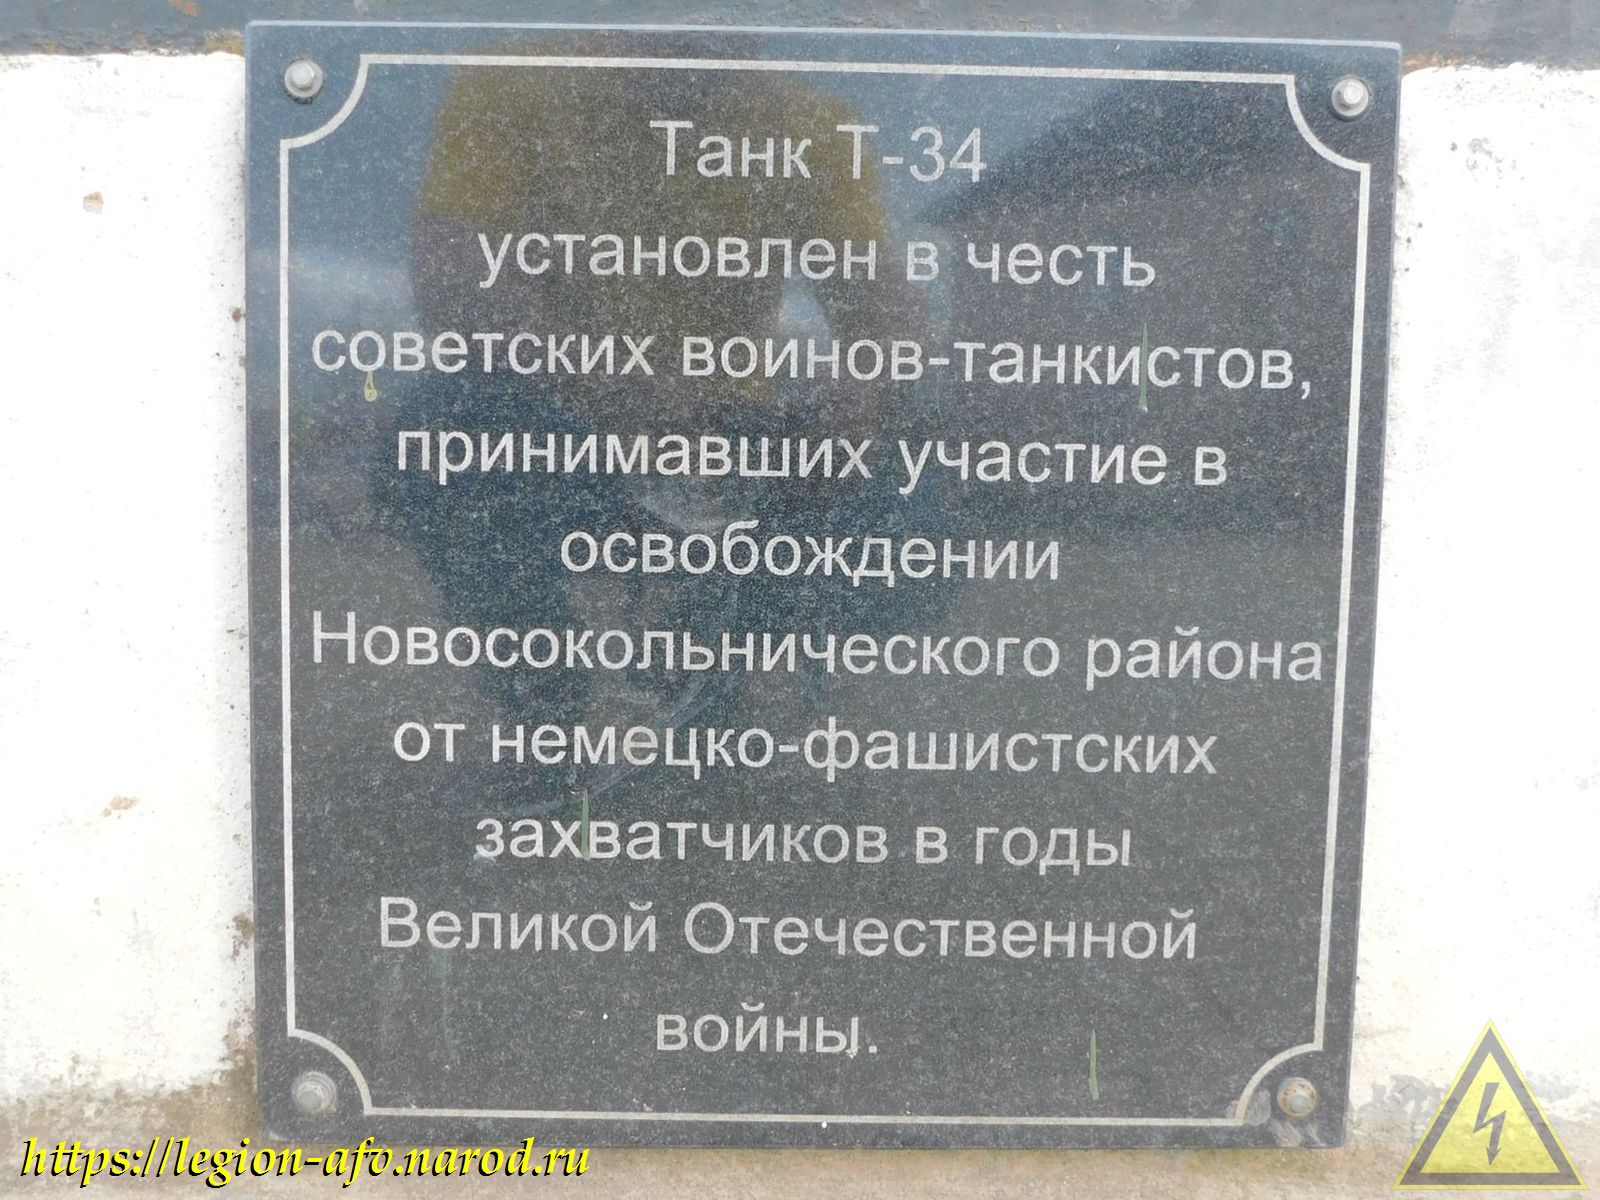 Танк Т-34
установлен в честь
советских воинов-танкистов,
принимавших участие в
освобождении
Новосокольнического района
от немецко-фашистских
захватчиков в годы
Великой Отечественной
войны.
https://legion-afv.narod.ru